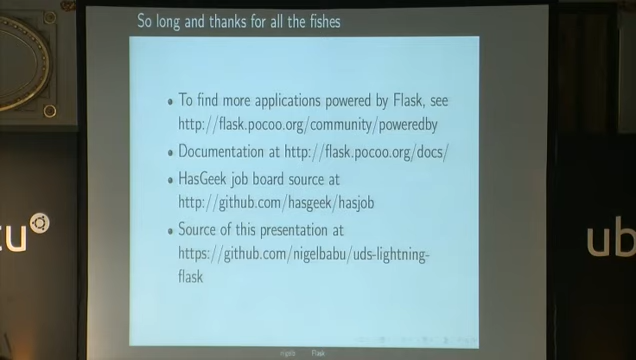 So long and thanks for all the fishes
• To find more applications powered by Flask, see
http://flask.pocoo.org/community/poweredby
• Documentation at http://flask.pocoo.org/docs/
• HasGeek job board source at
http://github.com/hasgeek/hasjob
• Source of this presentation at
https://github.com/nigelbabu/uds-lightning-
flask
tu
ub
Flask